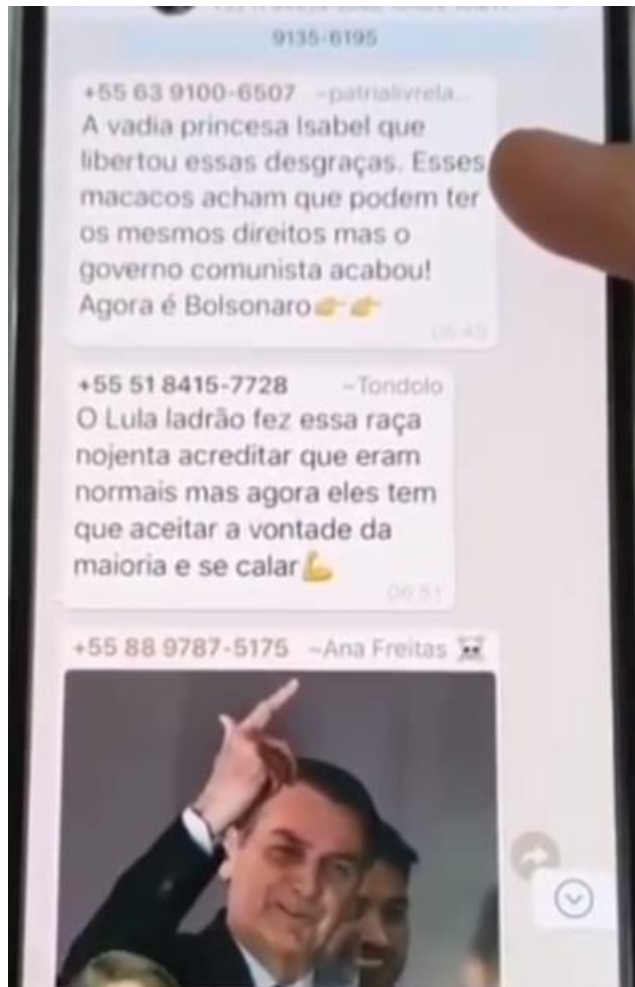 9135-6195
+55 63 9100-6507 ~patrialivrela...
A vadia princesa Isabel que
libertou essas desgraças. Esses
macacos acham que podem ter
os mesmos direitos mas o
governo comunista acabou!
Agora é Bolsonaro👉👉
06:49
+55 51 8415-7728 ~Tondolo
O Lula ladrão fez essa raça
nojenta acreditar que eram
normais mas agora eles tem
que aceitar a vontade da
maioria e se calar💪
06:51
+55 88 9787-5175 ~Ana Freitas ☠️